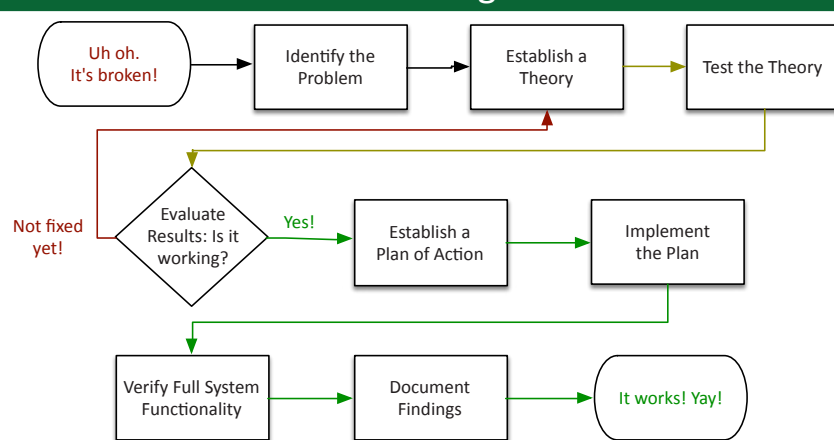 Uh oh.
It's broken!
Identify the
Problem
Establish a
Theory
Test the Theory
Not fixed
yet!
Evaluate
Results: Is it
working?
Yes!
Establish a
Plan of Action
Implement
the Plan
Verify Full System
Functionality
Document
Findings
It works! Yay!